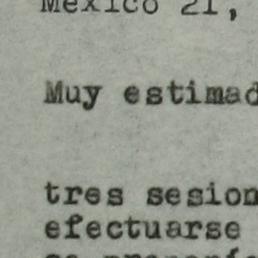 Mexico 21,
Muy estimad
tres sesion
efectuarse